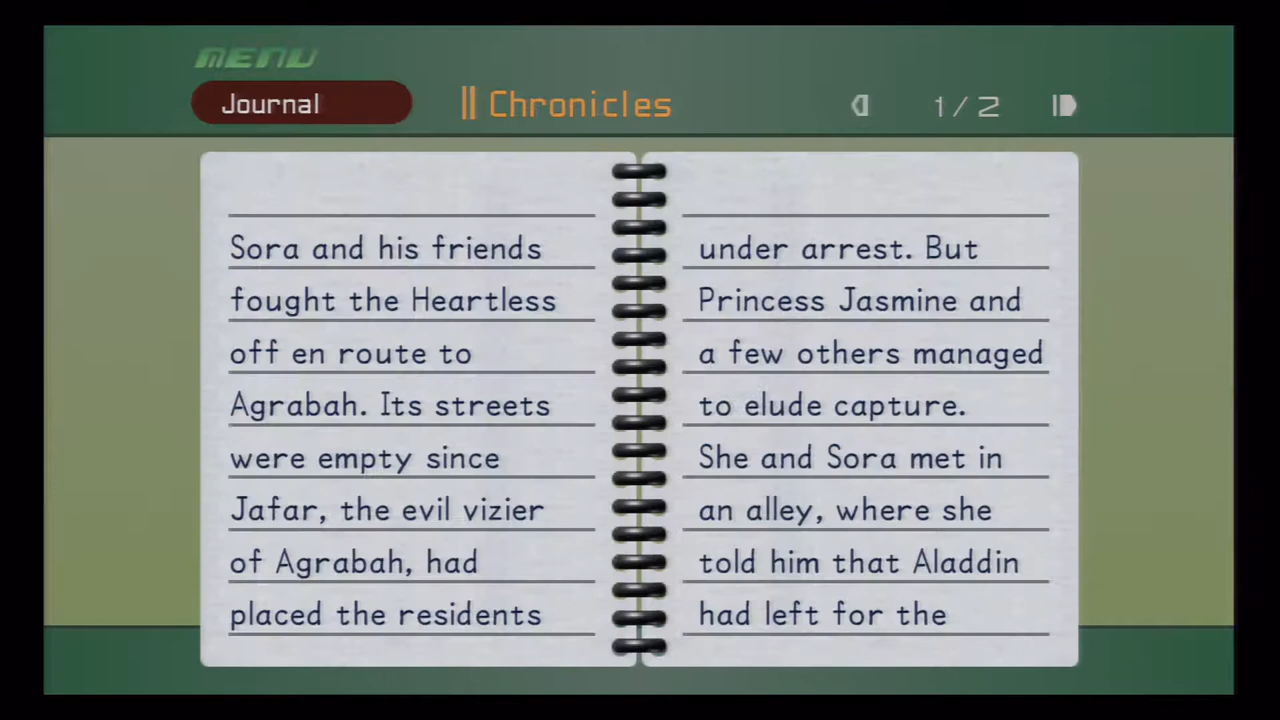 MENU
Journal
Chronicles
1/2
Sora and his friends
fought the Heartless
off en route to
Agrabah. Its streets
were empty since
Jafar, the evil vizier
of Agrabah, had
placed the residents
under arrest. But
Princess Jasmine and
a few others managed
to elude capture.
She and Sora met in
an alley, where she
told him that Aladdin
had left for the